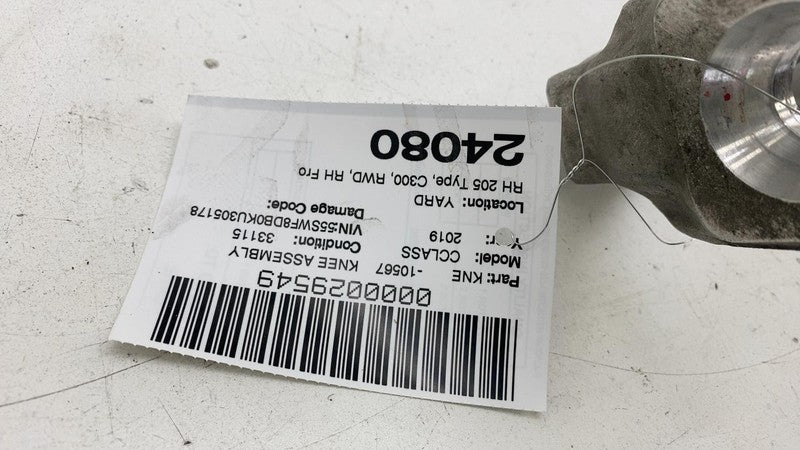 0000029549
Part: KNE -10567 KNEE ASSEMBLY
Model: CCLASS Condition: 33115
Year: 2019 VIN:55SWF8DB0KU305178
Location: YARD Damage Code:
RH 205 Type, C300, RWD, RH Fro
24080